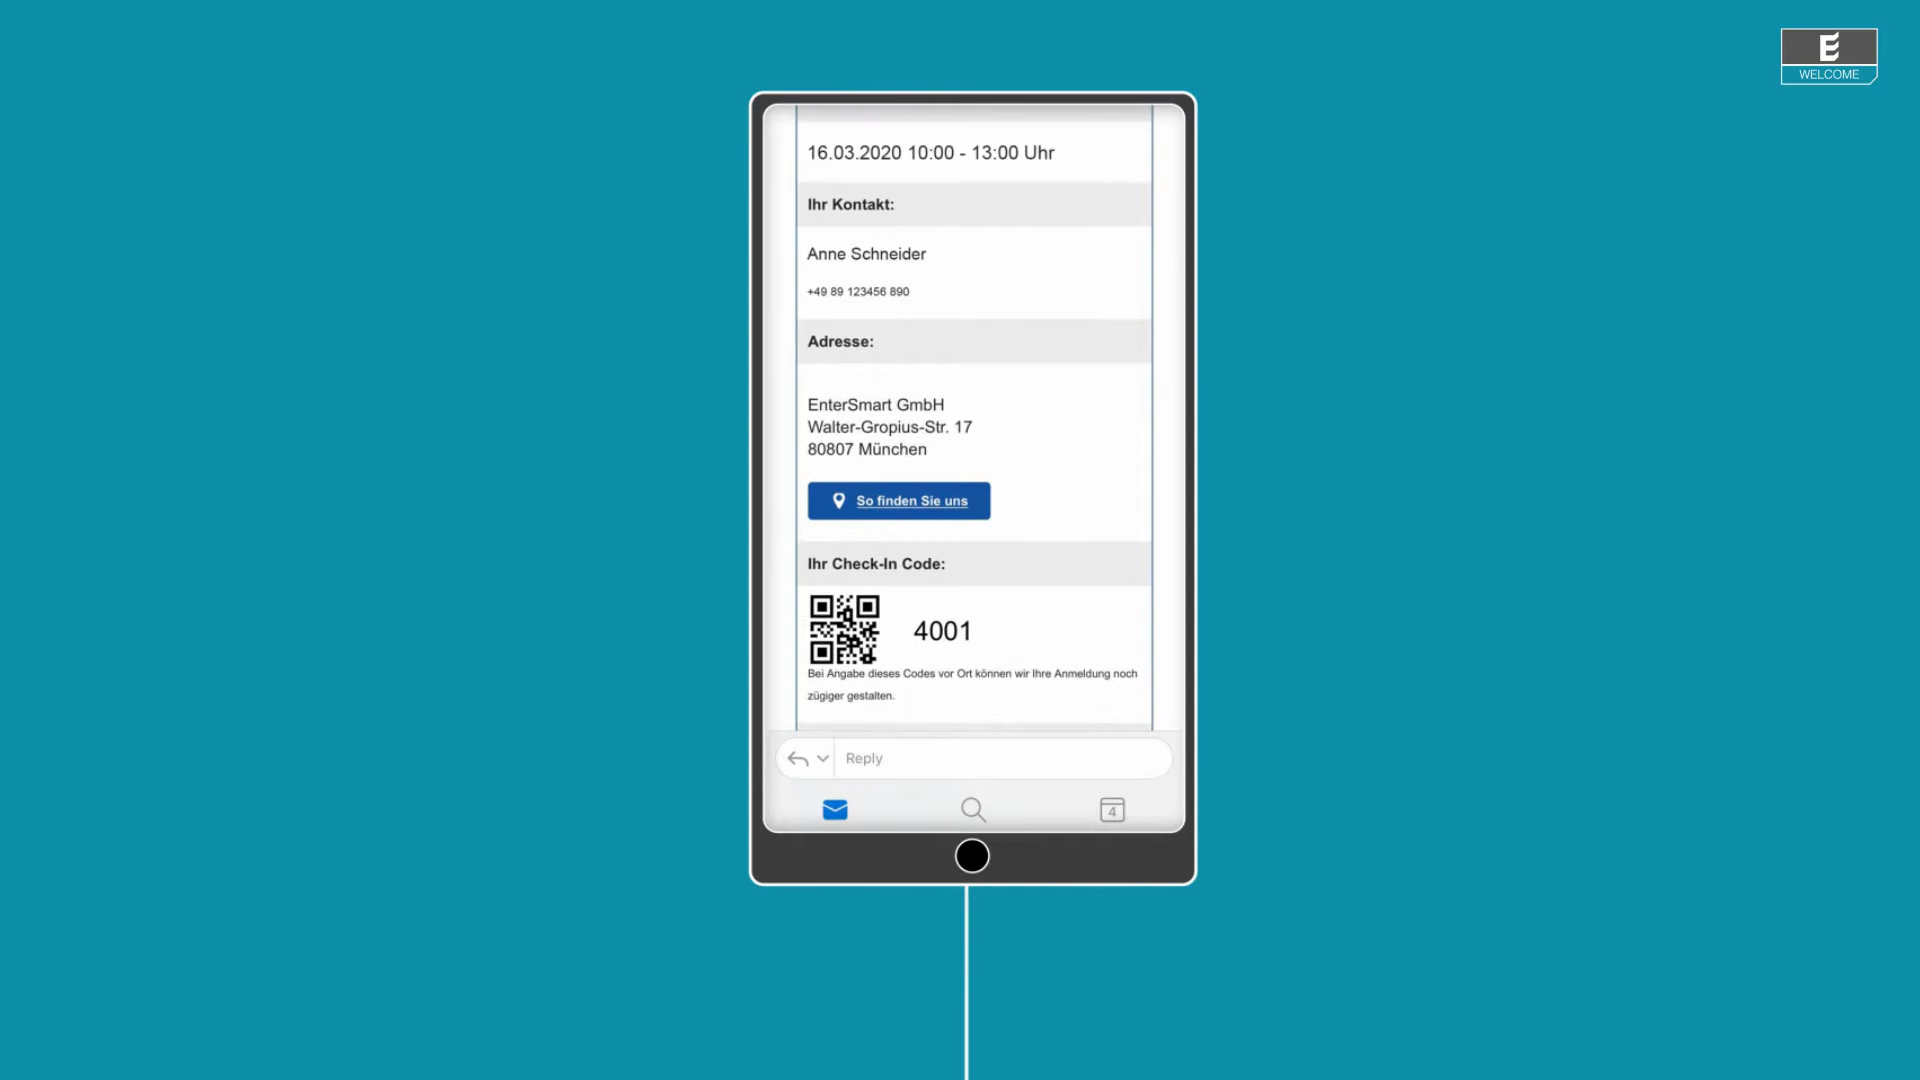 WELCOME
16.03.2020 10:00 - 13:00 Uhr
Ihr Kontakt:
Anne Schneider
+49 89 123456 890
Adresse:
EnterSmart GmbH
Walter-Gropius-Str. 17
80807 München
So finden Sie uns
Ihr Check-In Code:
4001
Bei Angabe dieses Codes vor Ort können wir Ihre Anmeldung noch
zügiger gestalten.
Reply
4